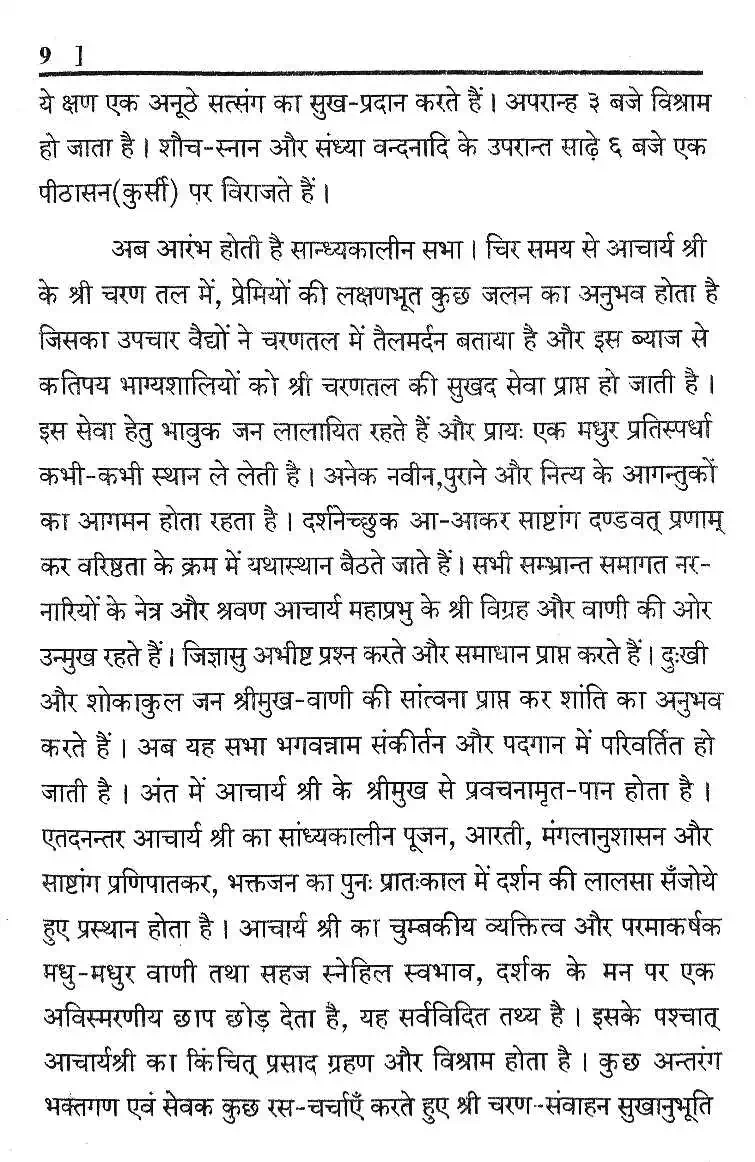 9 ]
ये क्षण एक अनूठे सत्संग का सुख-प्रदान करते हैं । अपरान्ह ३ बजे विश्राम
हो जाता है । शौच-स्नान और संध्या वन्दनादि के उपरान्त साढ़े ६ बजे एक
पीठासन(कुर्सी) पर विराजते हैं ।
अब आरंभ होती है सान्ध्यकालीन सभा । चिर समय से आचार्य श्री
के श्री चरण तल में, प्रेमियों की लक्षणभूत कुछ जलन का अनुभव होता है
जिसका उपचार वैद्यों ने चरणतल में तैलमर्दन बताया है और इस ब्याज से
कतिपय भाग्यशालियों को श्री चरणतल की सुखद सेवा प्राप्त हो जाती है ।
इस सेवा हेतु भावुक जन लालायित रहते हैं और प्रायः एक मधुर प्रतिस्पर्धा
कभी-कभी स्थान ले लेती है । अनेक नवीन,पुराने और नित्य के आगन्तुकों
का आगमन होता रहता है । दर्शनेच्छुक आ-आकर साष्टांग दण्डवत् प्रणाम्
कर वरिष्ठता के क्रम में यथास्थान बैठते जाते हैं । सभी सम्भ्रान्त समागत नर-
नारियों के नेत्र और श्रवण आचार्य महाप्रभु के श्री विग्रह और वाणी की ओर
उन्मुख रहते हैं । जिज्ञासु अभीष्ट प्रश्न करते और समाधान प्राप्त करते हैं । दुःखी
और शोकाकुल जन श्रीमुख-वाणी की सांत्वना प्राप्त कर शांति का अनुभव
करते हैं । अब यह सभा भगवन्नाम संकीर्तन और पदगान में परिवर्तित हो
जाती है । अंत में आचार्य श्री के श्रीमुख से प्रवचनामृत-पान होता है ।
एतदनन्तर आचार्य श्री का सांध्यकालीन पूजन, आरती, मंगलानुशासन और
साष्टांग प्रणिपातकर, भक्तजन का पुनः प्रातःकाल में दर्शन की लालसा सँजोये
हुए प्रस्थान होता है । आचार्य श्री का चुम्बकीय व्यक्तित्व और परमाकर्षक
मधु-मधुर वाणी तथा सहज स्नेहिल स्वभाव, दर्शक के मन पर एक
अविस्मरणीय छाप छोड़ देता है, यह सर्वविदित तथ्य है । इसके पश्चात्
आचार्यश्री का किंचित् प्रसाद ग्रहण और विश्राम होता है । कुछ अन्तरंग
भक्तगण एवं सेवक कुछ रस-चर्चाएँ करते हुए श्री चरण-संवाहन सुखानुभूति